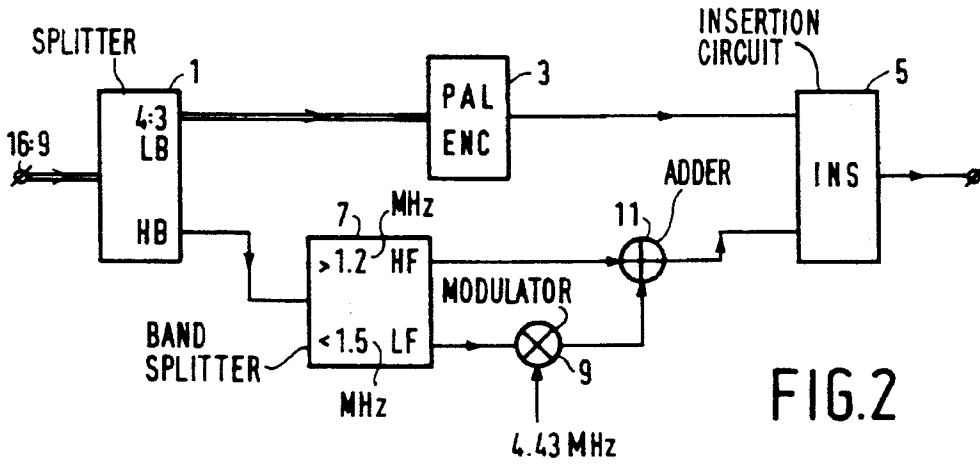 SPLITTER
1
4:3
LB
HB
16:9
3
PAL
ENC
INSERTION
CIRCUIT
5
INS
ADDER
11
7
MHz
> 1.2 HF
< 1.5 LF
MHz
BAND
SPLITTER
MODULATOR
9
4.43 MHz
FIG.2